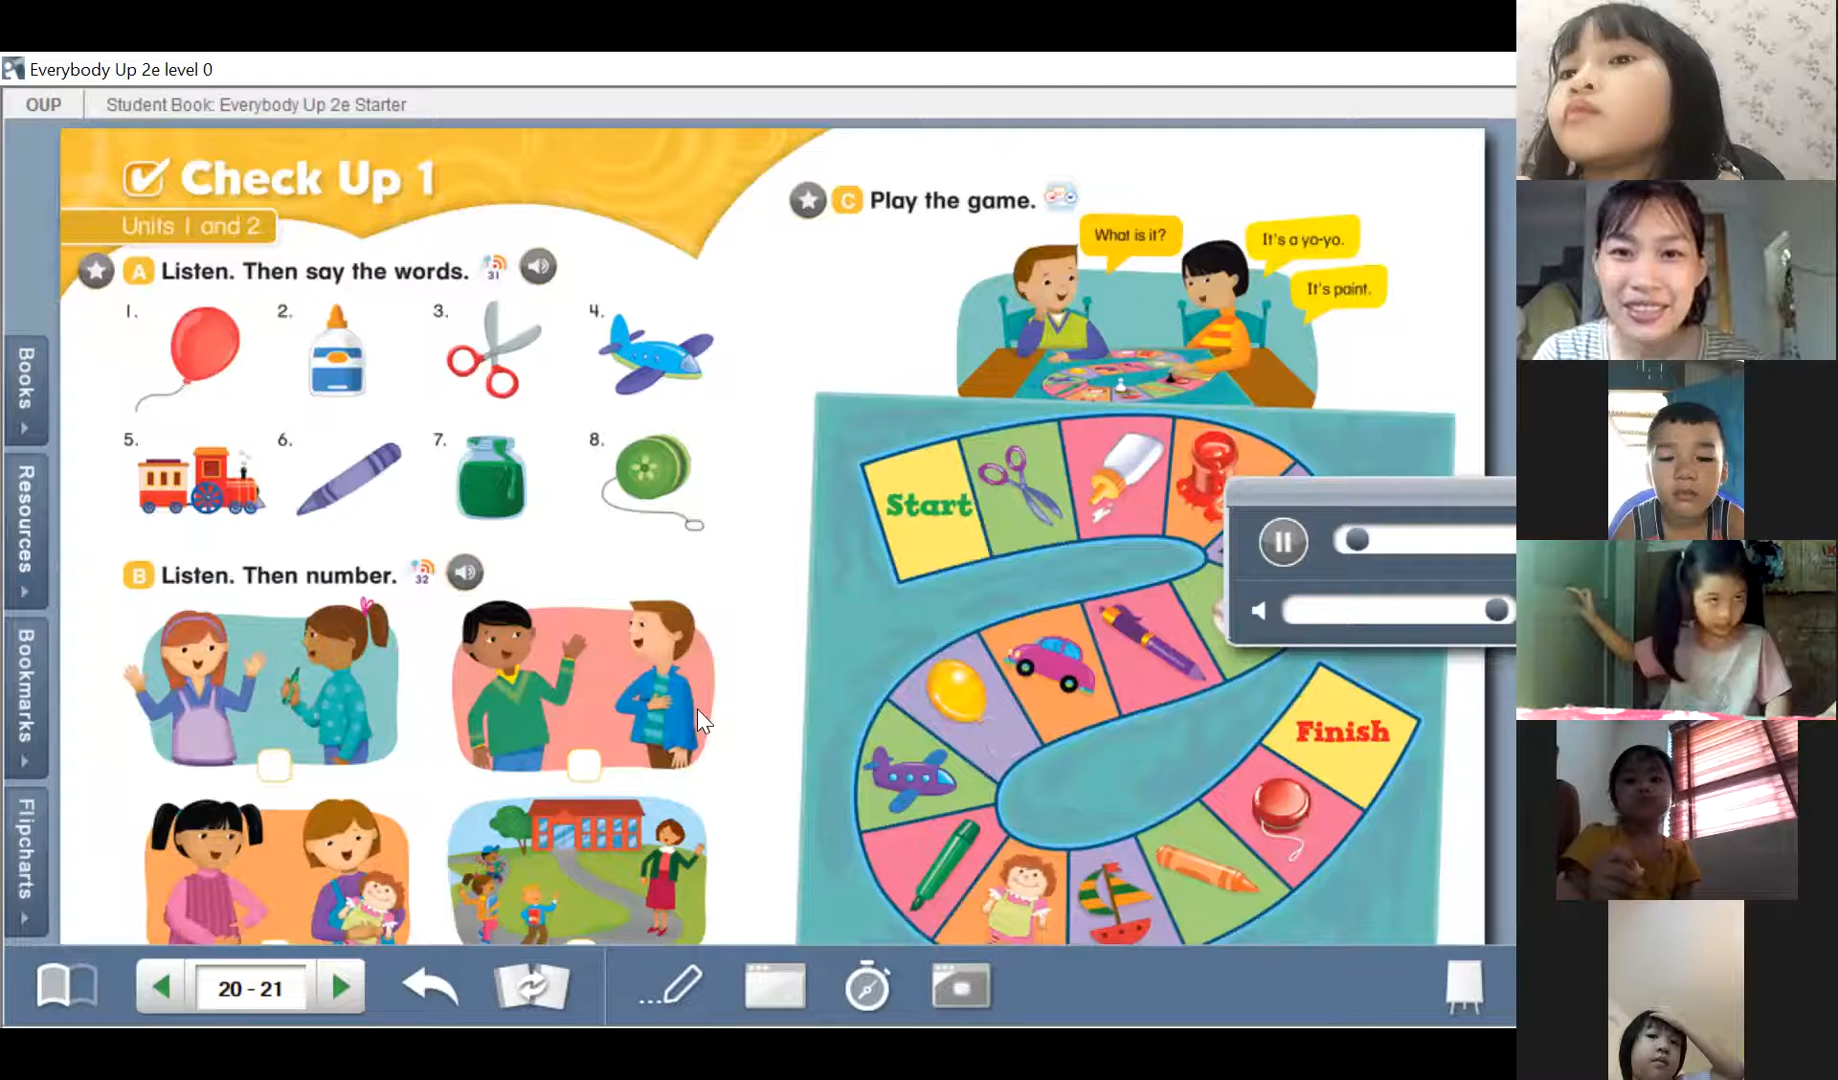 Everybody Up 2e level 0
OUP
Student Book: Everybody Up 2e Starter
Books
Resources
Bookmarks
Flipcharts
Check Up 1
Units 1 and 2
A Listen. Then say the words.
31
1.
2.
3.
4.
5.
6.
7.
8.
B Listen. Then number.
32
C Play the game.
What is it?
It's a yo-yo.
It's paint.
Start
Finish
20 - 21